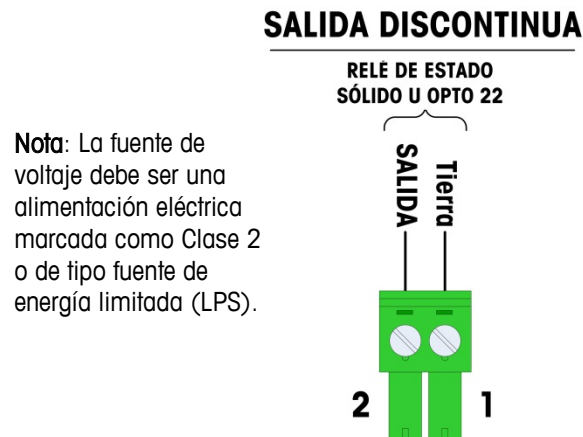 SALIDA DISCONTINUA
RELÉ DE ESTADO
SÓLIDO U OPTO 22
SALIDA
Tierra
Nota: La fuente de
voltaje debe ser una
alimentación eléctrica
marcada como Clase 2
o de tipo fuente de
energía limitada (LPS).
2
1